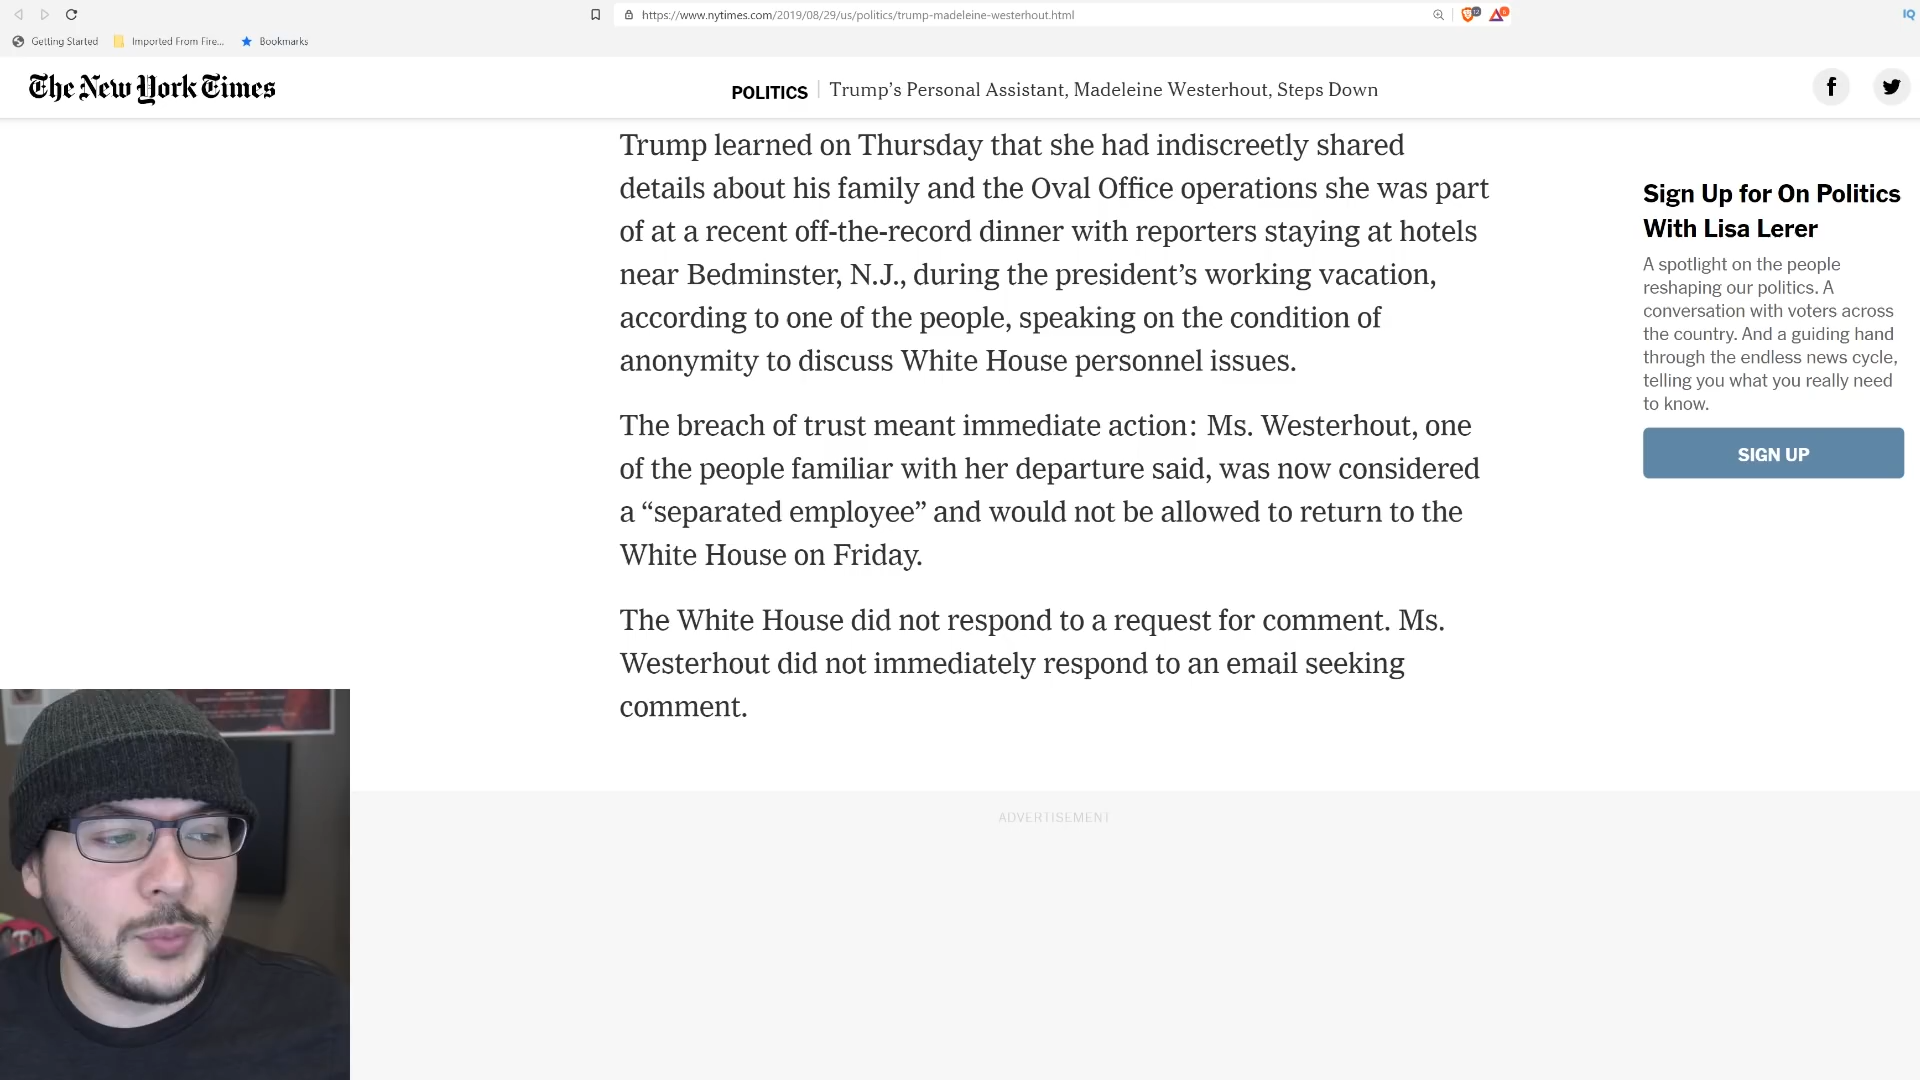 https://www.nytimes.com/2019/08/29/us/politics/trump-madeleine-westerhout.html
IQ
Getting Started
Imported From Fire...
Bookmarks
The New York Times
POLITICS
Trump’s Personal Assistant, Madeleine Westerhout, Steps Down
Trump learned on Thursday that she had indiscreetly shared
details about his family and the Oval Office operations she was part
of at a recent off-the-record dinner with reporters staying at hotels
near Bedminster, N.J., during the president’s working vacation,
according to one of the people, speaking on the condition of
anonymity to discuss White House personnel issues.
The breach of trust meant immediate action: Ms. Westerhout, one
of the people familiar with her departure said, was now considered
a “separated employee” and would not be allowed to return to the
White House on Friday.
The White House did not respond to a request for comment. Ms.
Westerhout did not immediately respond to an email seeking
comment.
Sign Up for On Politics
With Lisa Lerer
A spotlight on the people
reshaping our politics. A
conversation with voters across
the country. And a guiding hand
through the endless news cycle,
telling you what you really need
to know.
SIGN UP
ADVERTISEMENT